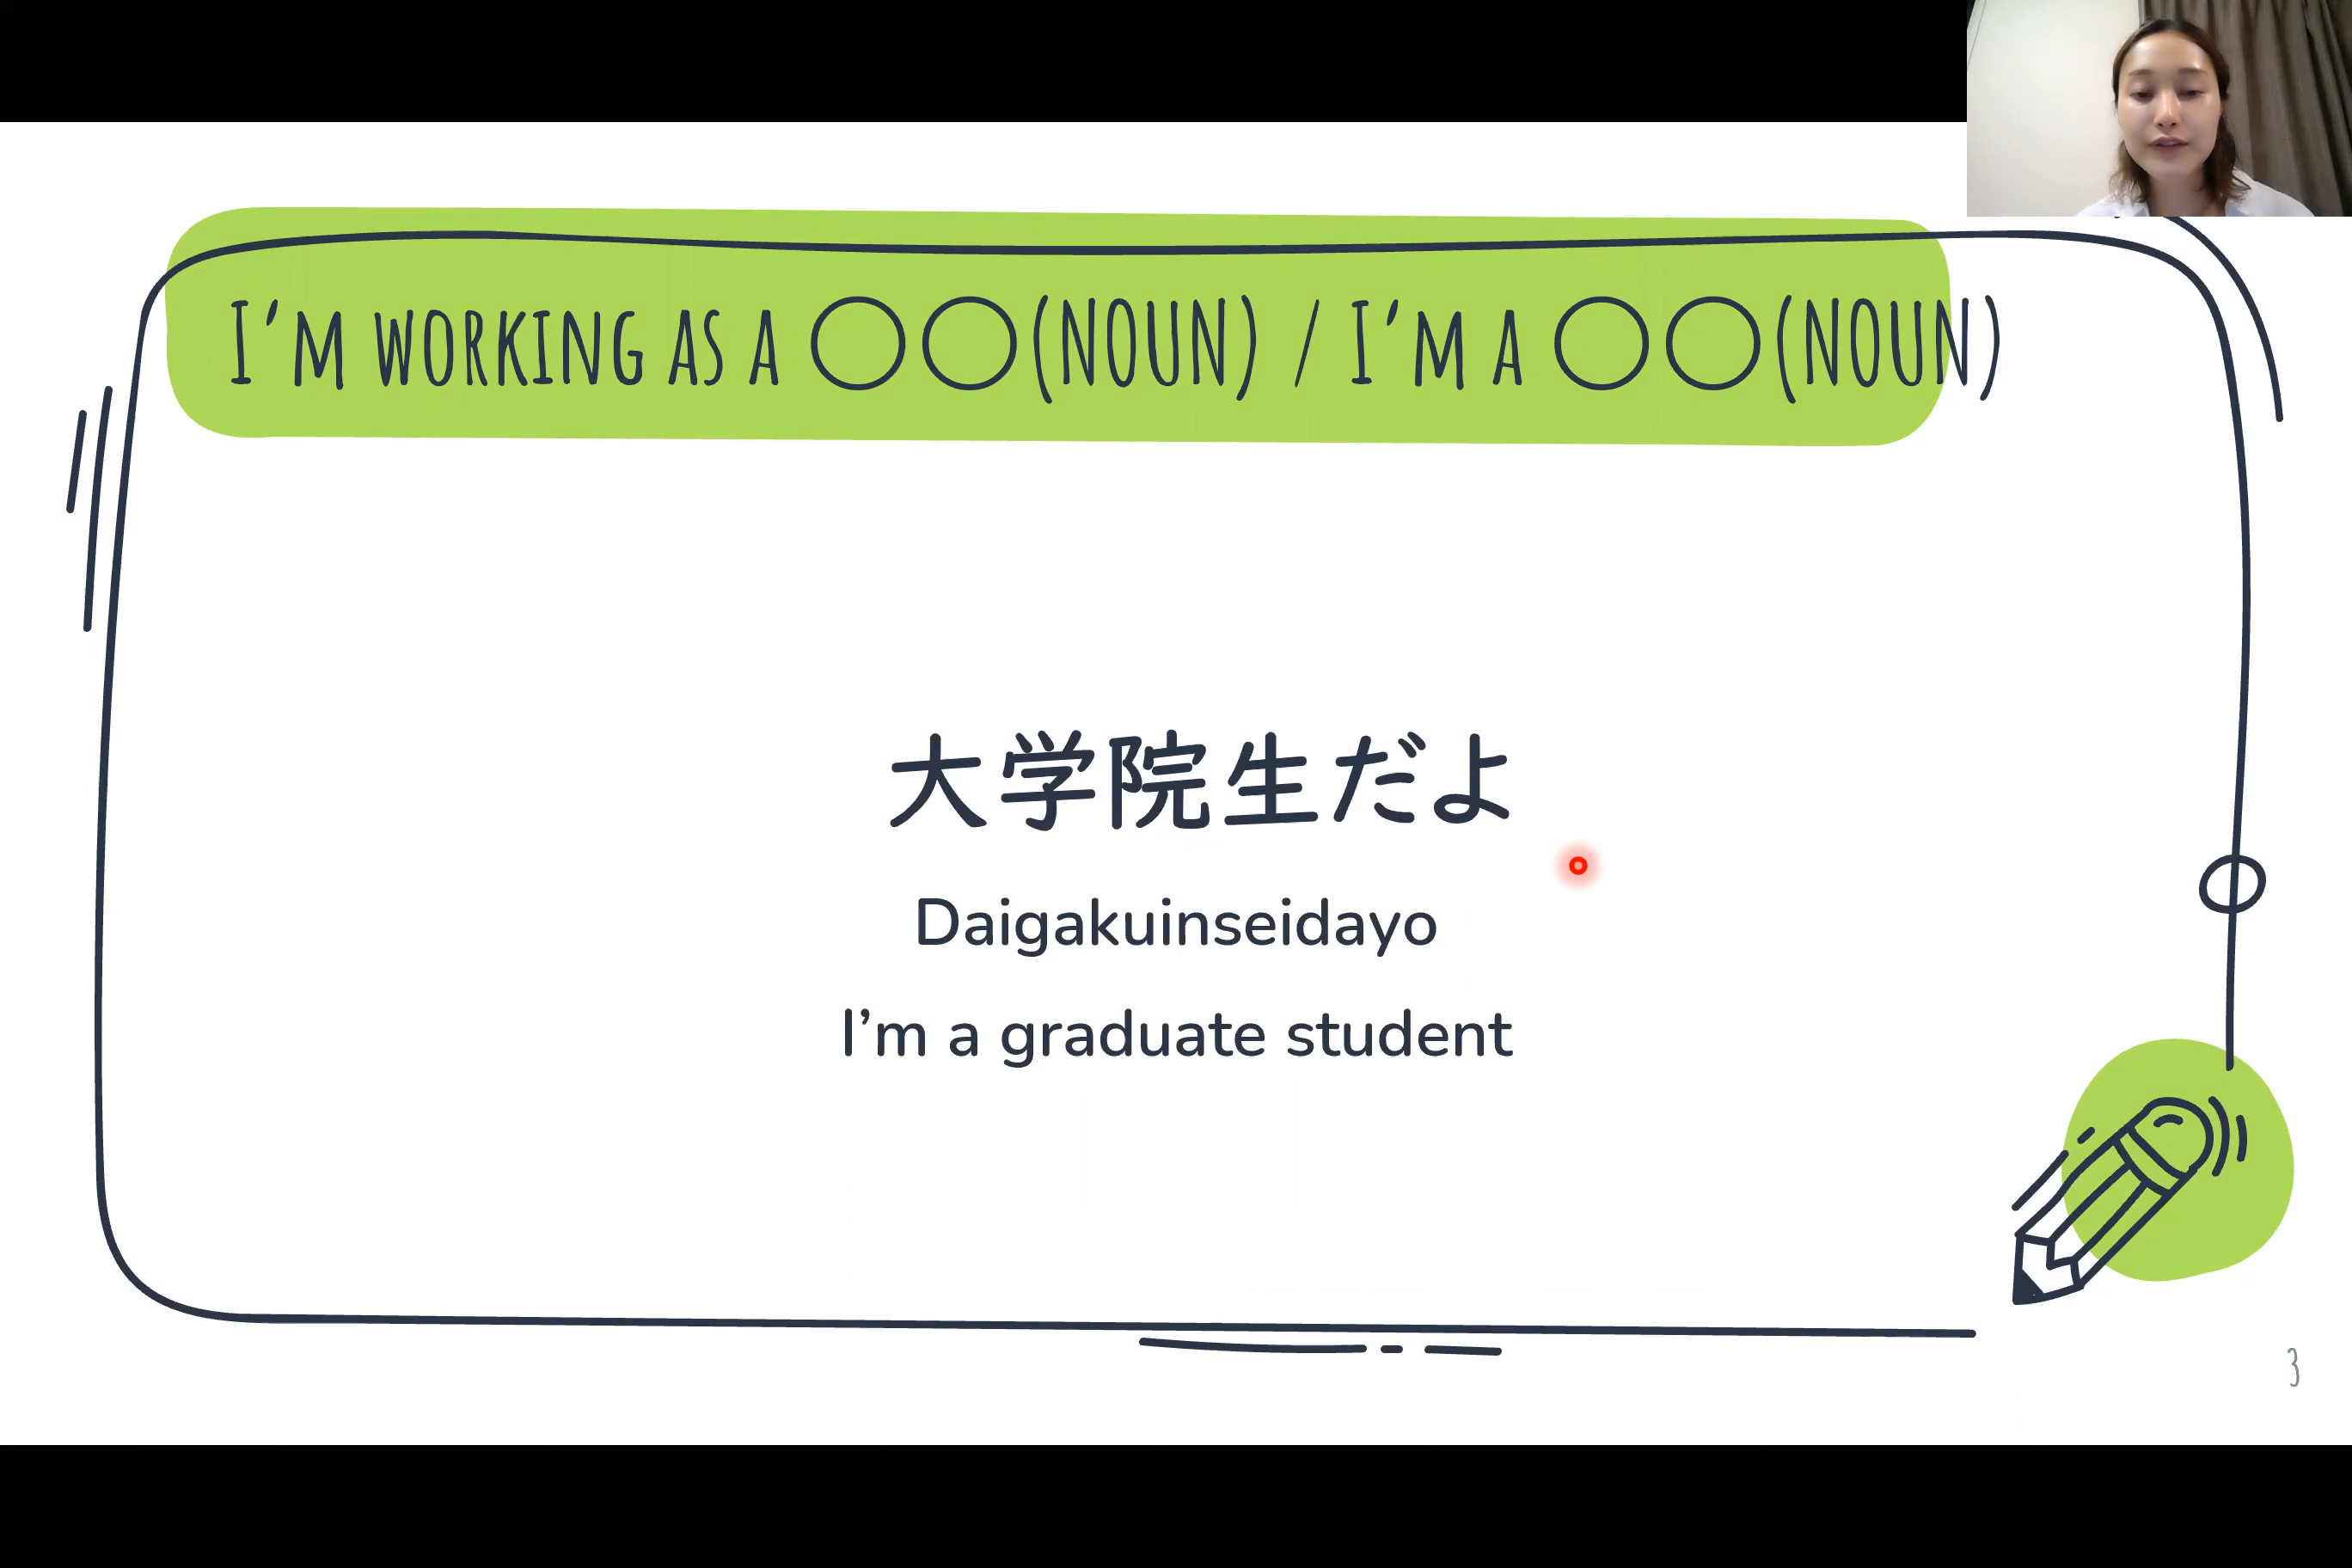 I'M WORKING AS A ○○(NOUN) / I'M A ○○(NOUN)
大学院生だよ
Daigakuinseidayo
I'm a graduate student
3